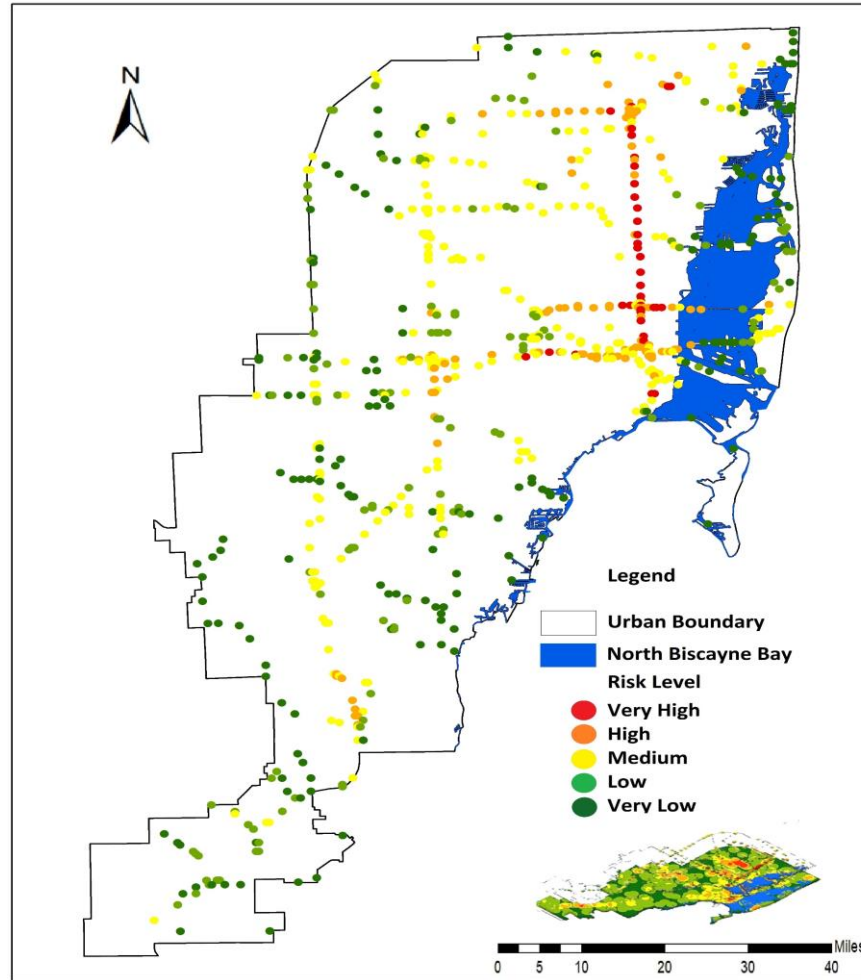 N
Legend
Urban Boundary
North Biscayne Bay
Risk Level
Very High
High
Medium
Low
Very Low
Miles
0 5 10 20 30 40